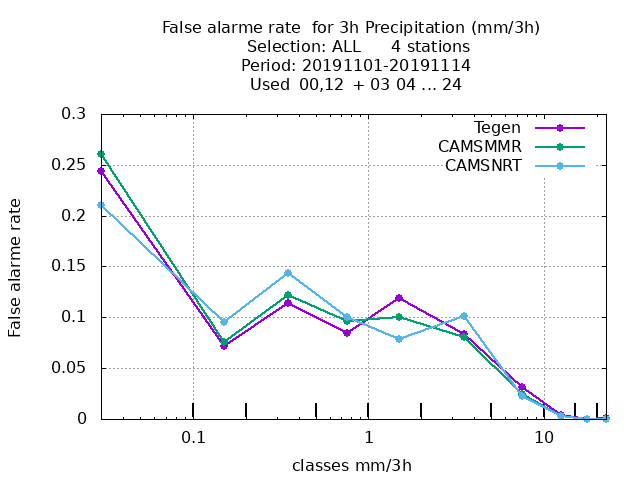 False alarme rate  for 3h Precipitation (mm/3h)
Selection: ALL      4 stations
Period: 20191101-20191114
Used  00,12  + 03 04 ... 24
Tegen
CAMSMMR
CAMSNRT
False alarme rate
0.3
0.25
0.2
0.15
0.1
0.05
0
0.1 1 10
classes mm/3h